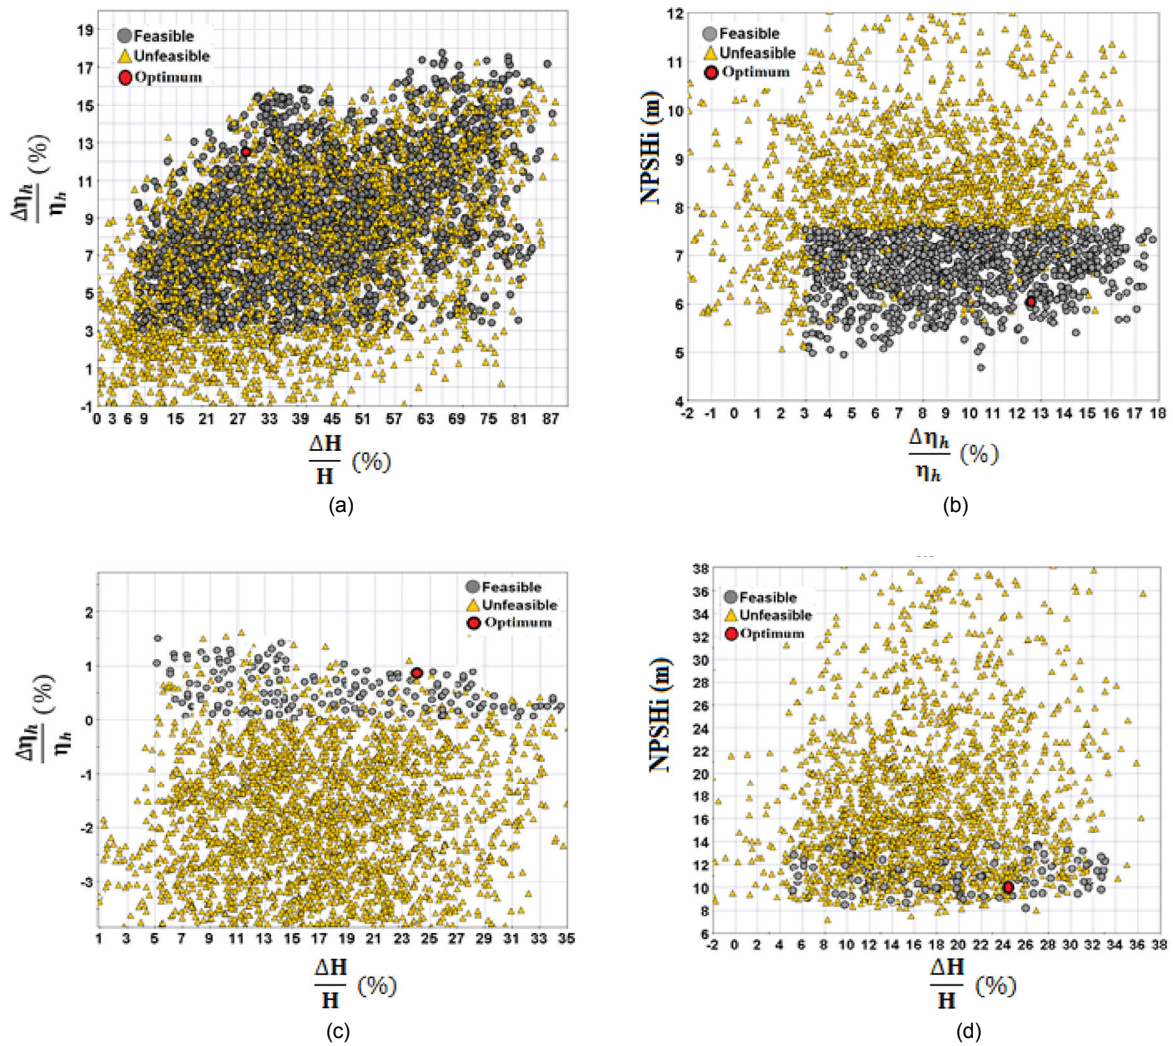 19
17
15
13
11
9
7
5
3
1
-1
Feasible
Unfeasible
Optimum
Δη_h / η_h (%)
0 3 6 9 15 21 27 33 39 45 51 57 63 69 75 81 87
ΔH / H (%)
(a)
12
11
10
9
8
7
6
5
4
Feasible
Unfeasible
Optimum
NPSHi (m)
-2 -1 0 1 2 3 4 5 6 7 8 9 10 11 12 13 14 15 16 17 18
Δη_h / η_h (%)
(b)
2
1
0
-1
-2
-3
Feasible
Unfeasible
Optimum
Δη_h / η_h (%)
1 3 5 7 9 11 13 15 17 19 21 23 25 27 29 31 33 35
ΔH / H (%)
(c)
38
36
34
32
30
28
26
24
22
20
18
16
14
12
10
8
6
Feasible
Unfeasible
Optimum
NPSHi (m)
-2 0 2 4 6 8 10 12 14 16 18 20 22 24 26 28 30 32 34 36 38
ΔH / H (%)
(d)